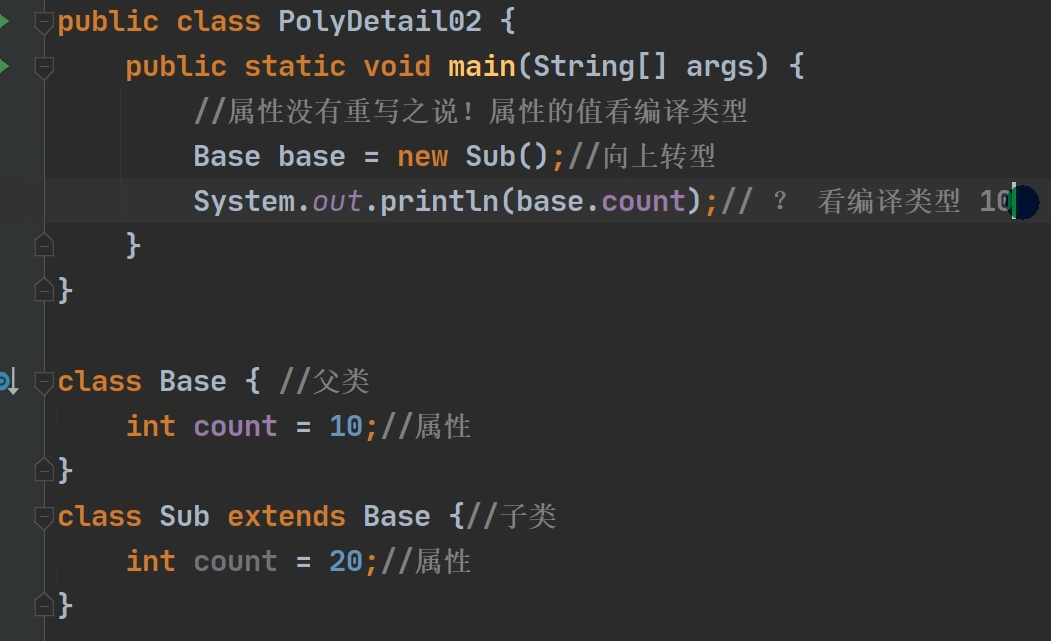 public class PolyDetail02 {
public static void main(String[] args) {
//属性没有重写之说！属性的值看编译类型
Base base = new Sub();//向上转型
System.out.println(base.count);// ？ 看编译类型 10
}
}
class Base { //父类
int count = 10;//属性
}
class Sub extends Base {//子类
int count = 20;//属性
}